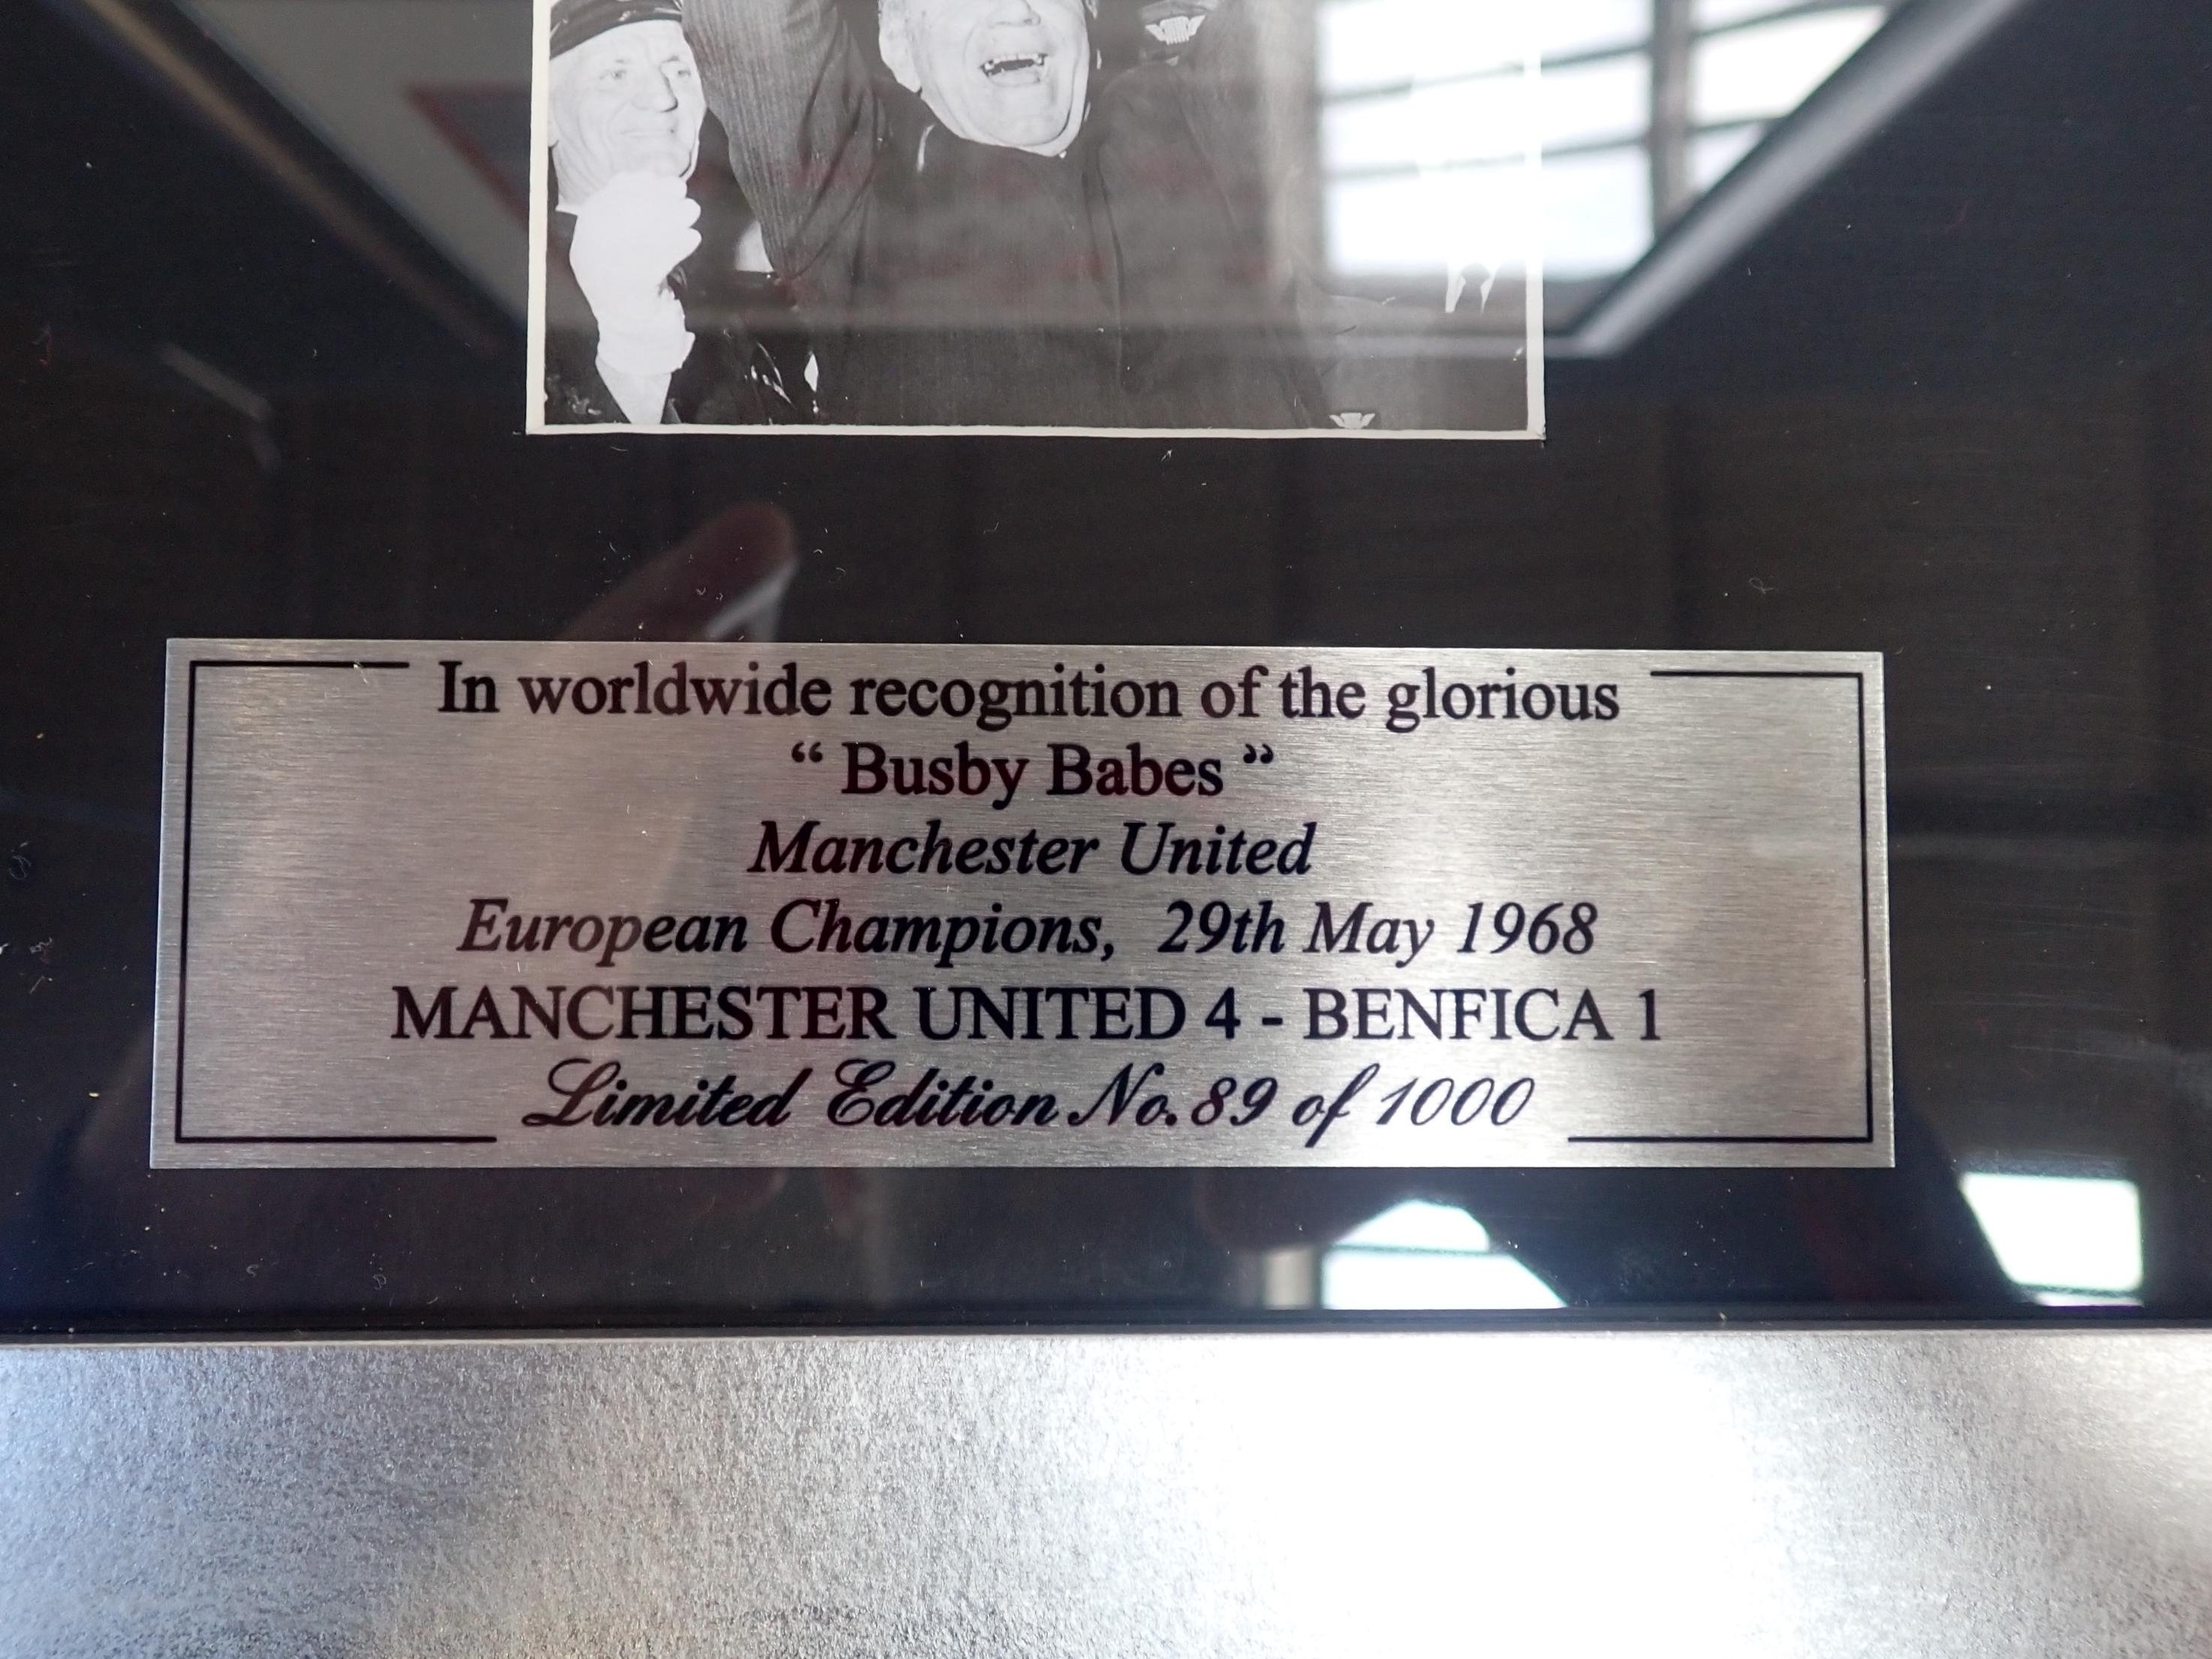 In worldwide recognition of the glorious
“ Busby Babes ”
Manchester United
European Champions, 29th May 1968
MANCHESTER UNITED 4 - BENFICA 1
Limited Edition No. 89 of 1000